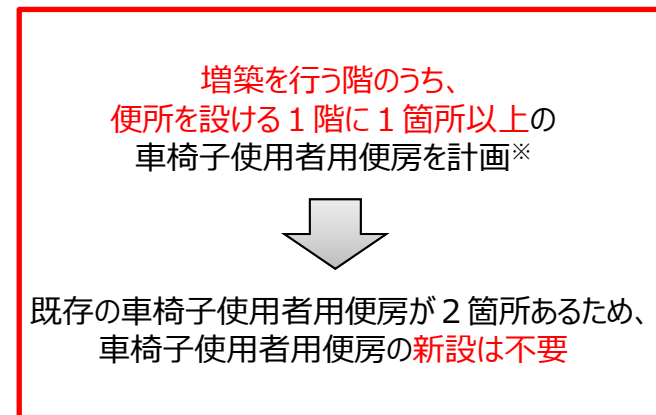 増築を行う階のうち、
便所を設ける１階に１箇所以上の
車椅子使用者用便房を計画※
既存の車椅子使用者用便房が２箇所あるため、
車椅子使用者用便房の新設は不要